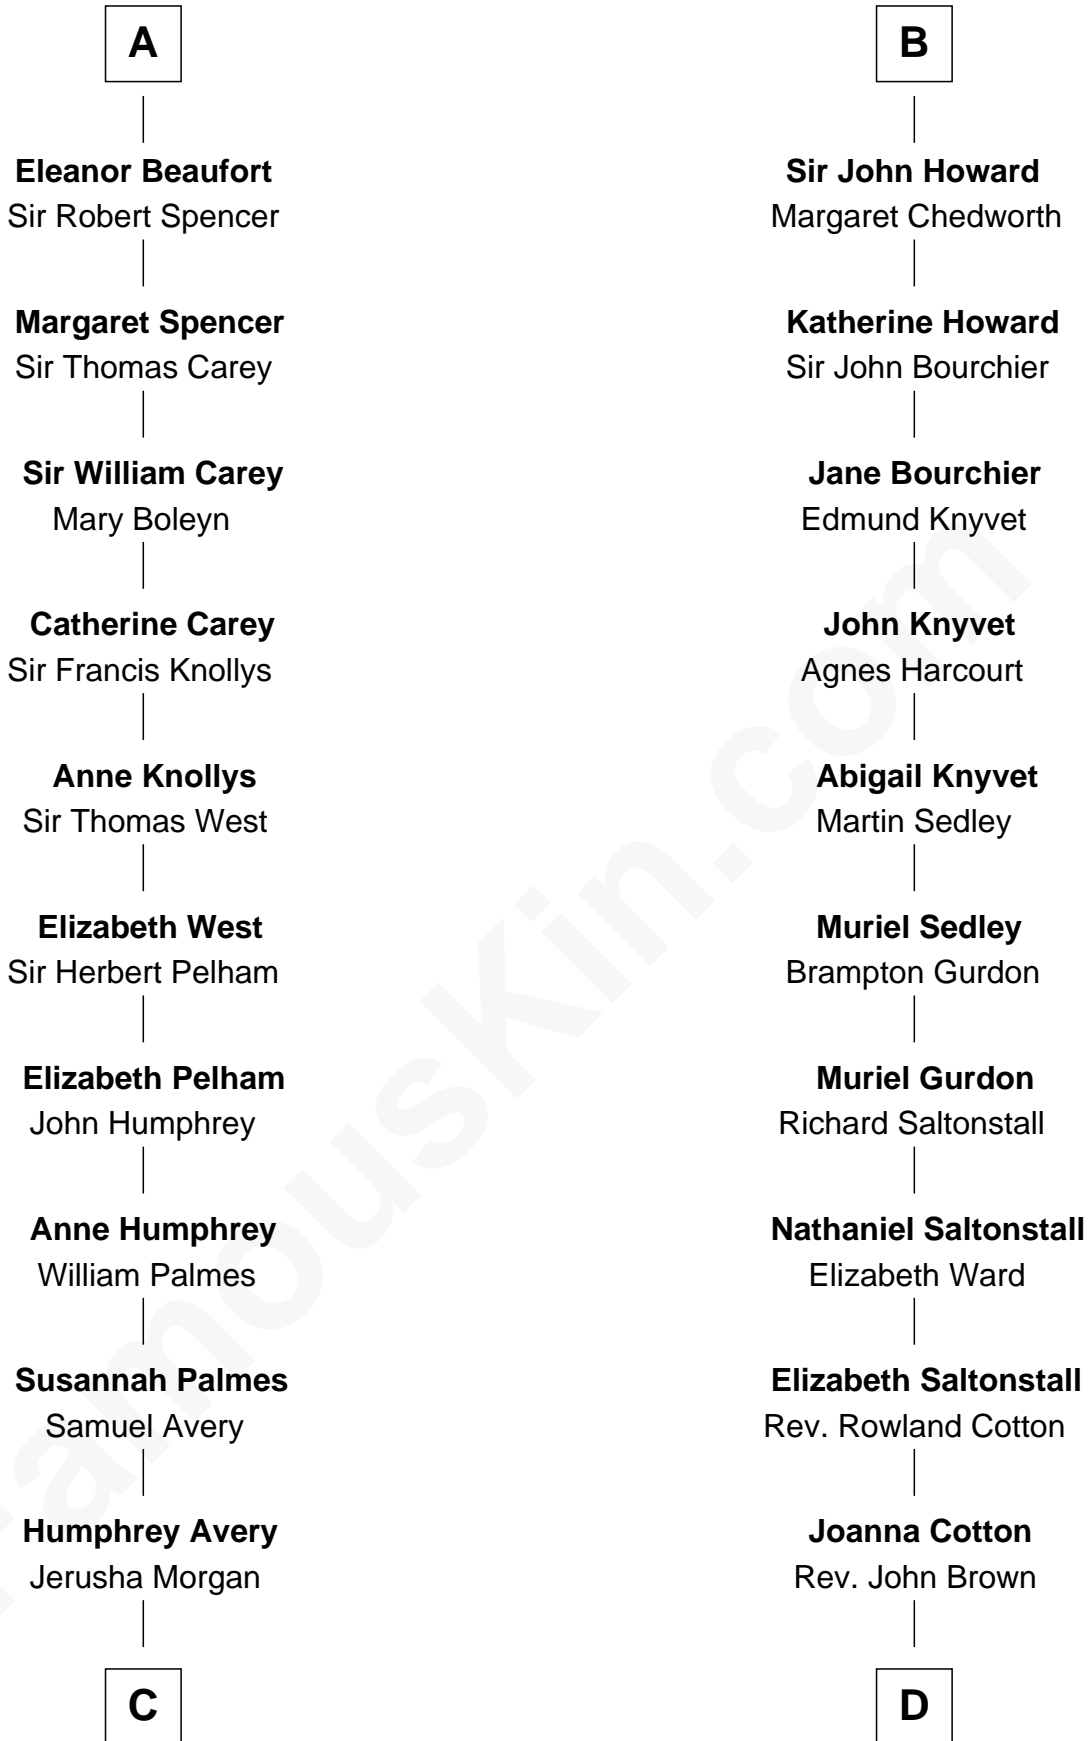 A
Eleanor Beaufort
Sir Robert Spencer
Margaret Spencer
Sir Thomas Carey
Sir William Carey
Mary Boleyn
Catherine Carey
Sir Francis Knollys
Anne Knollys
Sir Thomas West
Elizabeth West
Sir Herbert Pelham
Elizabeth Pelham
John Humphrey
Anne Humphrey
William Palmes
Susannah Palmes
Samuel Avery
Humphrey Avery
Jerusha Morgan
C
B
Sir John Howard
Margaret Chedworth
Katherine Howard
Sir John Bourchier
Jane Bourchier
Edmund Knyvet
John Knyvet
Agnes Harcourt
Abigail Knyvet
Martin Sedley
Muriel Sedley
Brampton Gurdon
Muriel Gurdon
Richard Saltonstall
Nathaniel Saltonstall
Elizabeth Ward
Elizabeth Saltonstall
Rev. Rowland Cotton
Joanna Cotton
Rev. John Brown
D
FamousKin.com